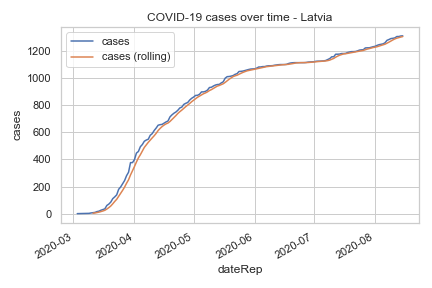 COVID-19 cases over time - Latvia
cases
cases (rolling)
1200
1000
800
600
400
200
0
cases
2020-03
2020-04
2020-05
2020-06
2020-07
2020-08
dateRep